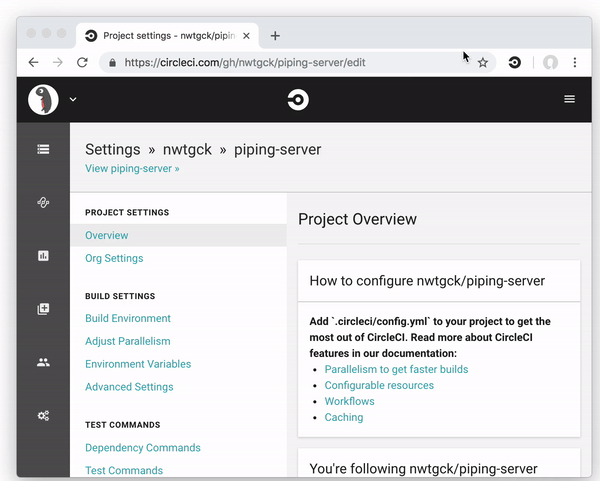 Project settings - nwtgck/pipin
https://circleci.com/gh/nwtgck/piping-server/edit
Settings » nwtgck » piping-server
View piping-server »
PROJECT SETTINGS
Overview
Org Settings
BUILD SETTINGS
Build Environment
Adjust Parallelism
Environment Variables
Advanced Settings
TEST COMMANDS
Dependency Commands
Test Commands
Project Overview
How to configure nwtgck/piping-server
Add `.circleci/config.yml` to your project to get the
most out of CircleCI. Read more about CircleCI
features in our documentation:
• Parallelism to get faster builds
• Configurable resources
• Workflows
• Caching
You're following nwtgck/piping-server